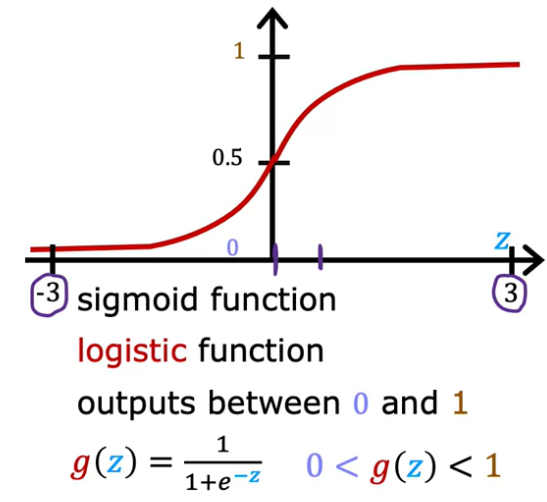 1
0.5
0
z
-3
3
sigmoid function
logistic function
outputs between 0 and 1
g(z) = 1/(1+e^-z) 0 < g(z) < 1